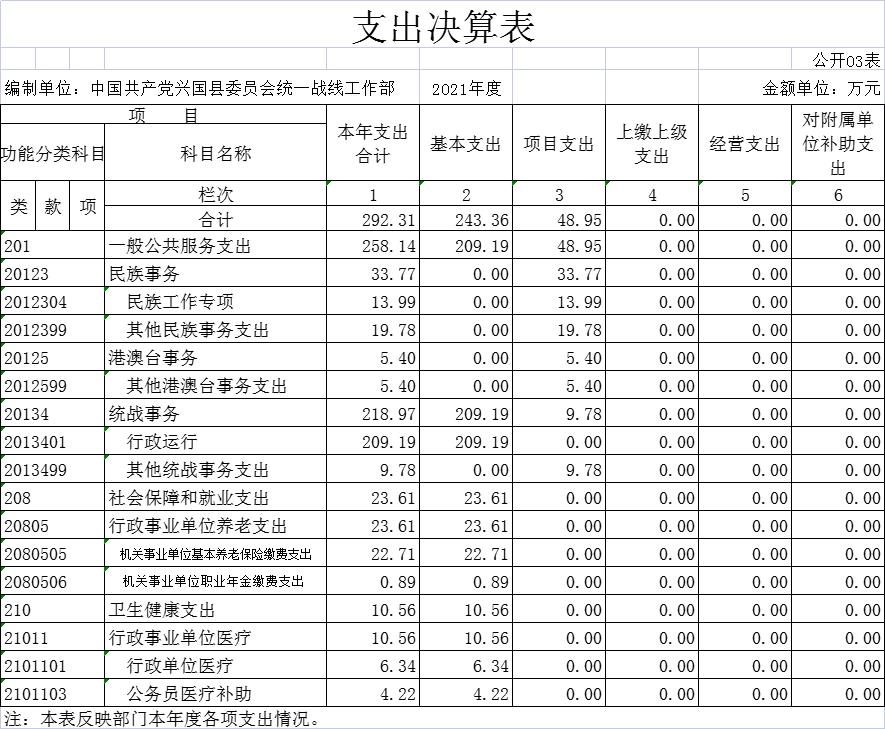 支出决算表
公开03表
编制单位：中国共产党兴国县委员会统一战线工作部 2021年度 金额单位：万元
项 目 本年支出合计 基本支出 项目支出 上缴上级支出 经营支出 对附属单位补助支出
功能分类科目 科目名称
类 款 项 栏次 1 2 3 4 5 6
合计 292.31 243.36 48.95 0.00 0.00 0.00
201 一般公共服务支出 258.14 209.19 48.95 0.00 0.00 0.00
20123 民族事务 33.77 0.00 33.77 0.00 0.00 0.00
2012304 民族工作专项 13.99 0.00 13.99 0.00 0.00 0.00
2012399 其他民族事务支出 19.78 0.00 19.78 0.00 0.00 0.00
20125 港澳台事务 5.40 0.00 5.40 0.00 0.00 0.00
2012599 其他港澳台事务支出 5.40 0.00 5.40 0.00 0.00 0.00
20134 统战事务 218.97 209.19 9.78 0.00 0.00 0.00
2013401 行政运行 209.19 209.19 0.00 0.00 0.00 0.00
2013499 其他统战事务支出 9.78 0.00 9.78 0.00 0.00 0.00
208 社会保障和就业支出 23.61 23.61 0.00 0.00 0.00 0.00
20805 行政事业单位养老支出 23.61 23.61 0.00 0.00 0.00 0.00
2080505 机关事业单位基本养老保险缴费支出 22.71 22.71 0.00 0.00 0.00 0.00
2080506 机关事业单位职业年金缴费支出 0.89 0.89 0.00 0.00 0.00 0.00
210 卫生健康支出 10.56 10.56 0.00 0.00 0.00 0.00
21011 行政事业单位医疗 10.56 10.56 0.00 0.00 0.00 0.00
2101101 行政单位医疗 6.34 6.34 0.00 0.00 0.00 0.00
2101103 公务员医疗补助 4.22 4.22 0.00 0.00 0.00 0.00
注：本表反映部门本年度各项支出情况。